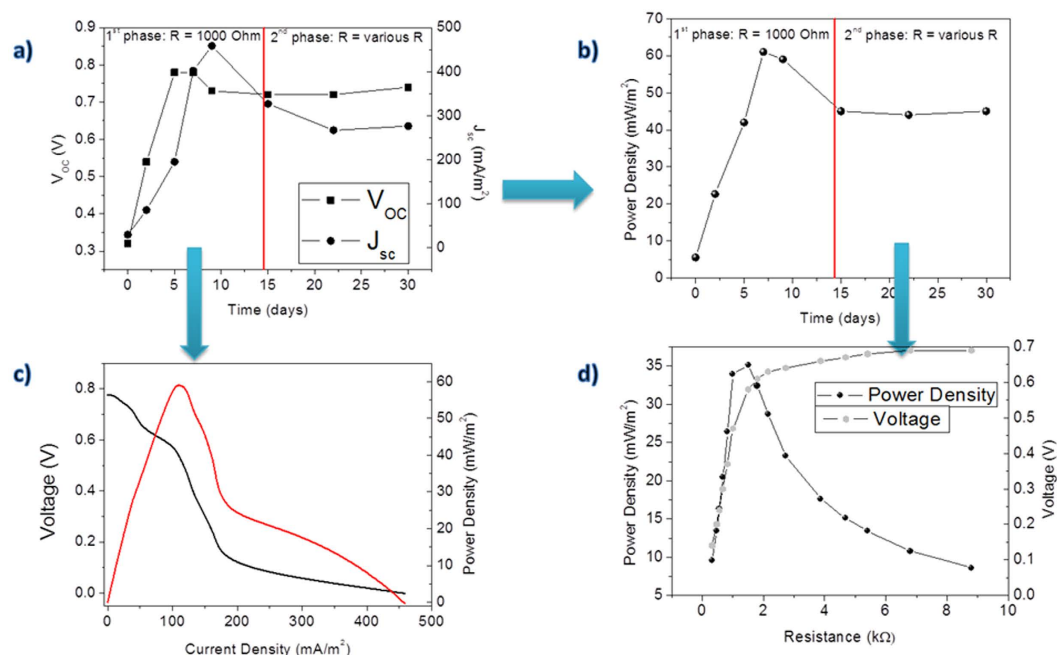 a)
1st phase: R = 1000 Ohm
2nd phase: R = various R
0.9
0.8
0.7
0.6
0.5
0.4
0.3
VOC (V)
500
400
300
200
100
0
Jsc (mA/m2)
VOC
Jsc
0 5 10 15 20 25 30
Time (days)
b)
1st phase: R = 1000 Ohm
2nd phase: R = various R
70
60
50
40
30
20
10
0
Power Density (mW/m2)
0 5 10 15 20 25 30
Time (days)
c)
0.8
0.6
0.4
0.2
0.0
Voltage (V)
60
50
40
30
20
10
0
Power Density (mW/m2)
0 100 200 300 400 500
Current Density (mA/m2)
d)
35
30
25
20
15
10
5
Power Density (mW/m2)
Power Density
Voltage
0.7
0.6
0.5
0.4
0.3
0.2
0.1
0.0
Voltage (V)
0 2 4 6 8 10
Resistance (kΩ)